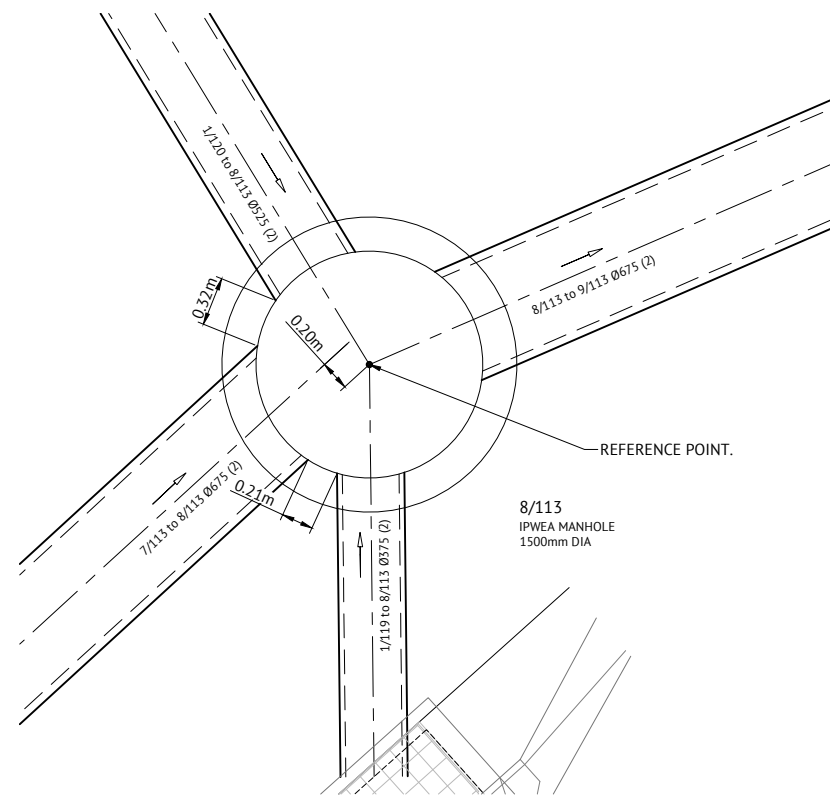 1/120 to 8/113 Ø525 (2)
8/113 to 9/113 Ø675 (2)
0.32m
0.20m
REFERENCE POINT.
7/113 to 8/113 Ø675 (2)
0.21m
1/119 to 8/113 Ø375 (2)
8/113
IPWEA MANHOLE
1500mm DIA